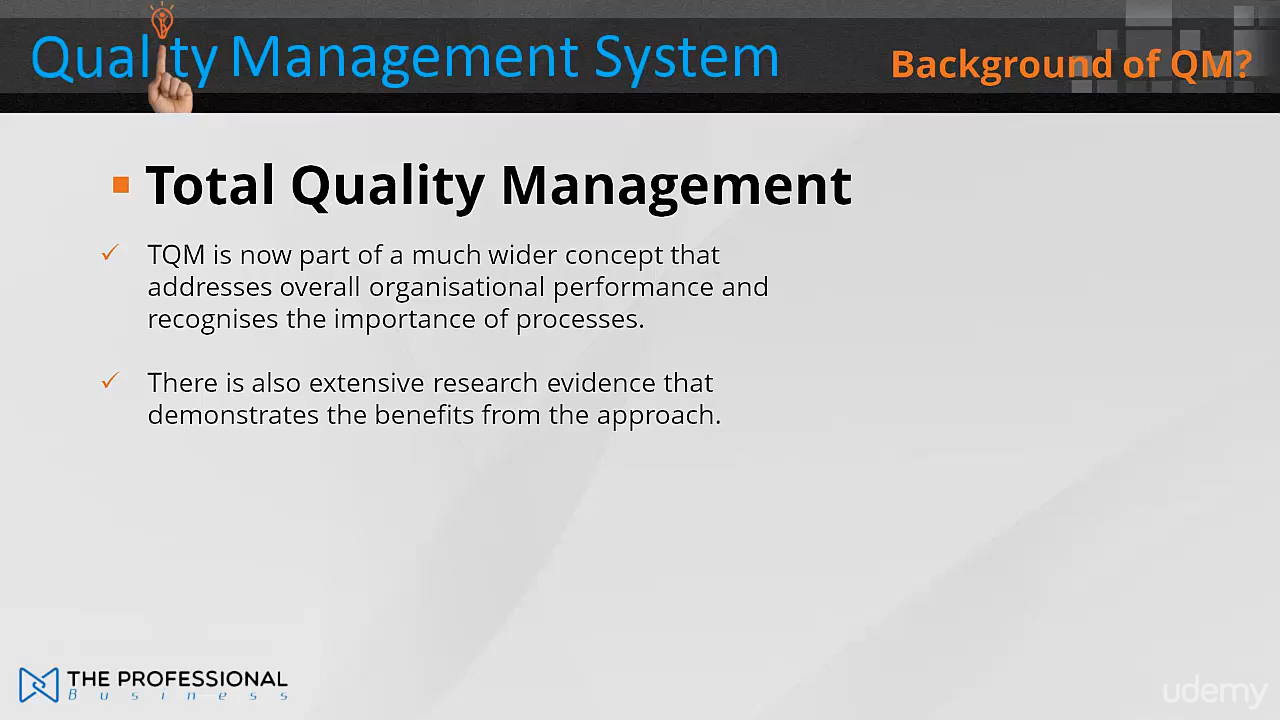 Quality Management System
Background of QM?
Total Quality Management
TQM is now part of a much wider concept that
addresses overall organisational performance and
recognises the importance of processes.
There is also extensive research evidence that
demonstrates the benefits from the approach.
THE PROFESSIONAL
Business
udemy